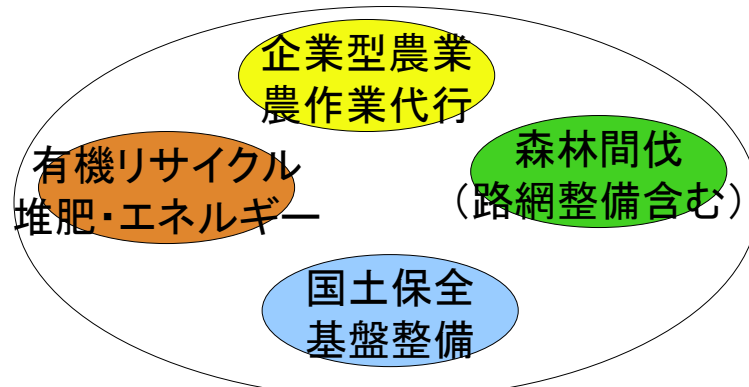 企業型農業
農作業代行
有機リサイクル
堆肥・エネルギー
森林間伐
（路網整備含む）
国土保全
基盤整備